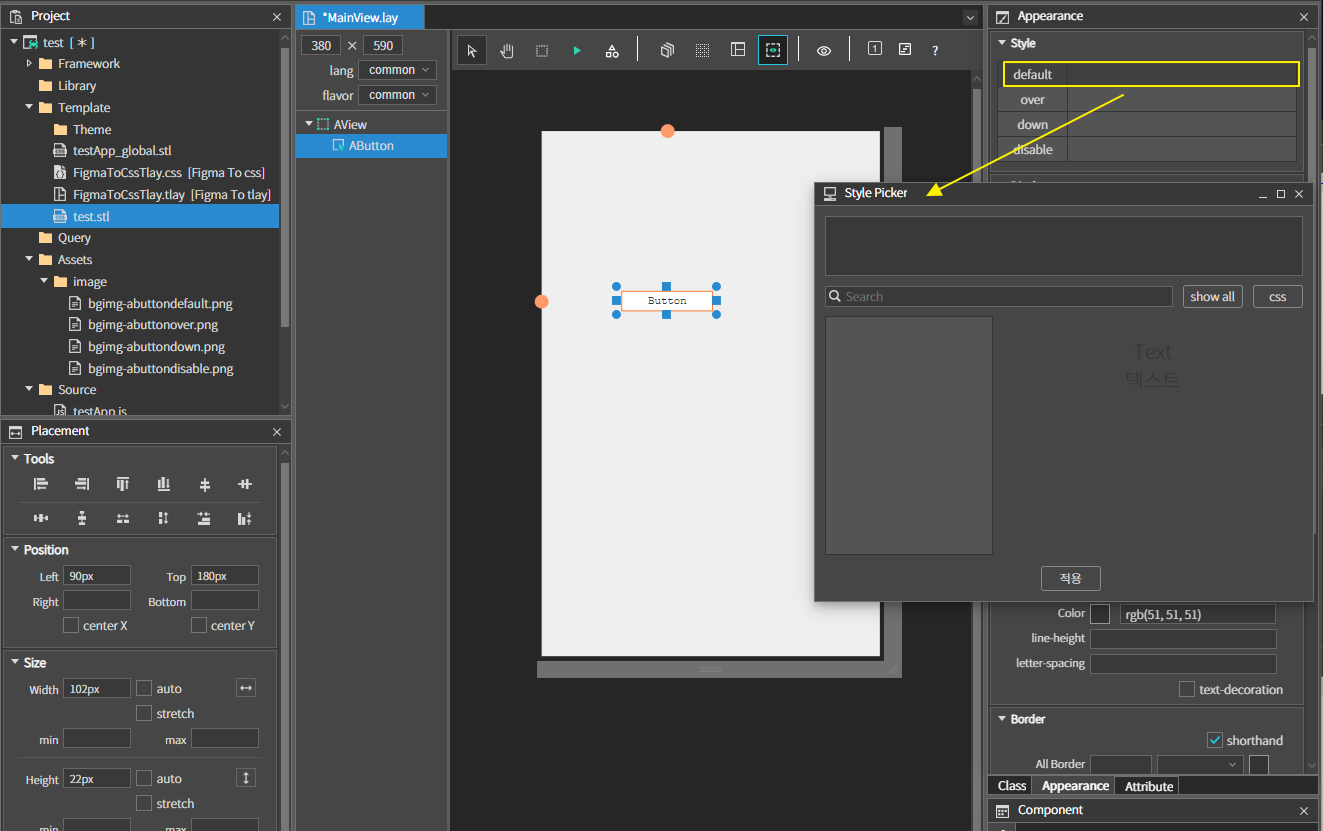 Project
test [ * ]
Framework
Library
Template
Theme
testApp_global.stl
FigmaToCssTlay.css [Figma To css]
FigmaToCssTlay.tlay [Figma To tlay]
test.stl
Query
Assets
image
bgimg-abuttondefault.png
bgimg-abuttonover.png
bgimg-abuttondown.png
bgimg-abuttondisable.png
Source
testApp.js
Placement
Tools
Position
Left 90px Top 180px
Right Bottom
center X center Y
Size
Width 102px auto
stretch
min max
Height 22px auto
stretch
min max
*MainView.lay
380 × 590
lang common
flavor common
AView
AButton
1 ?
Button
Appearance
Style
default
over
down
disable
Style Picker
Search show all css
Text
텍스트
적용
Color rgb(51, 51, 51)
line-height
letter-spacing
text-decoration
Border
shorthand
All Border
Class Appearance Attribute
Component